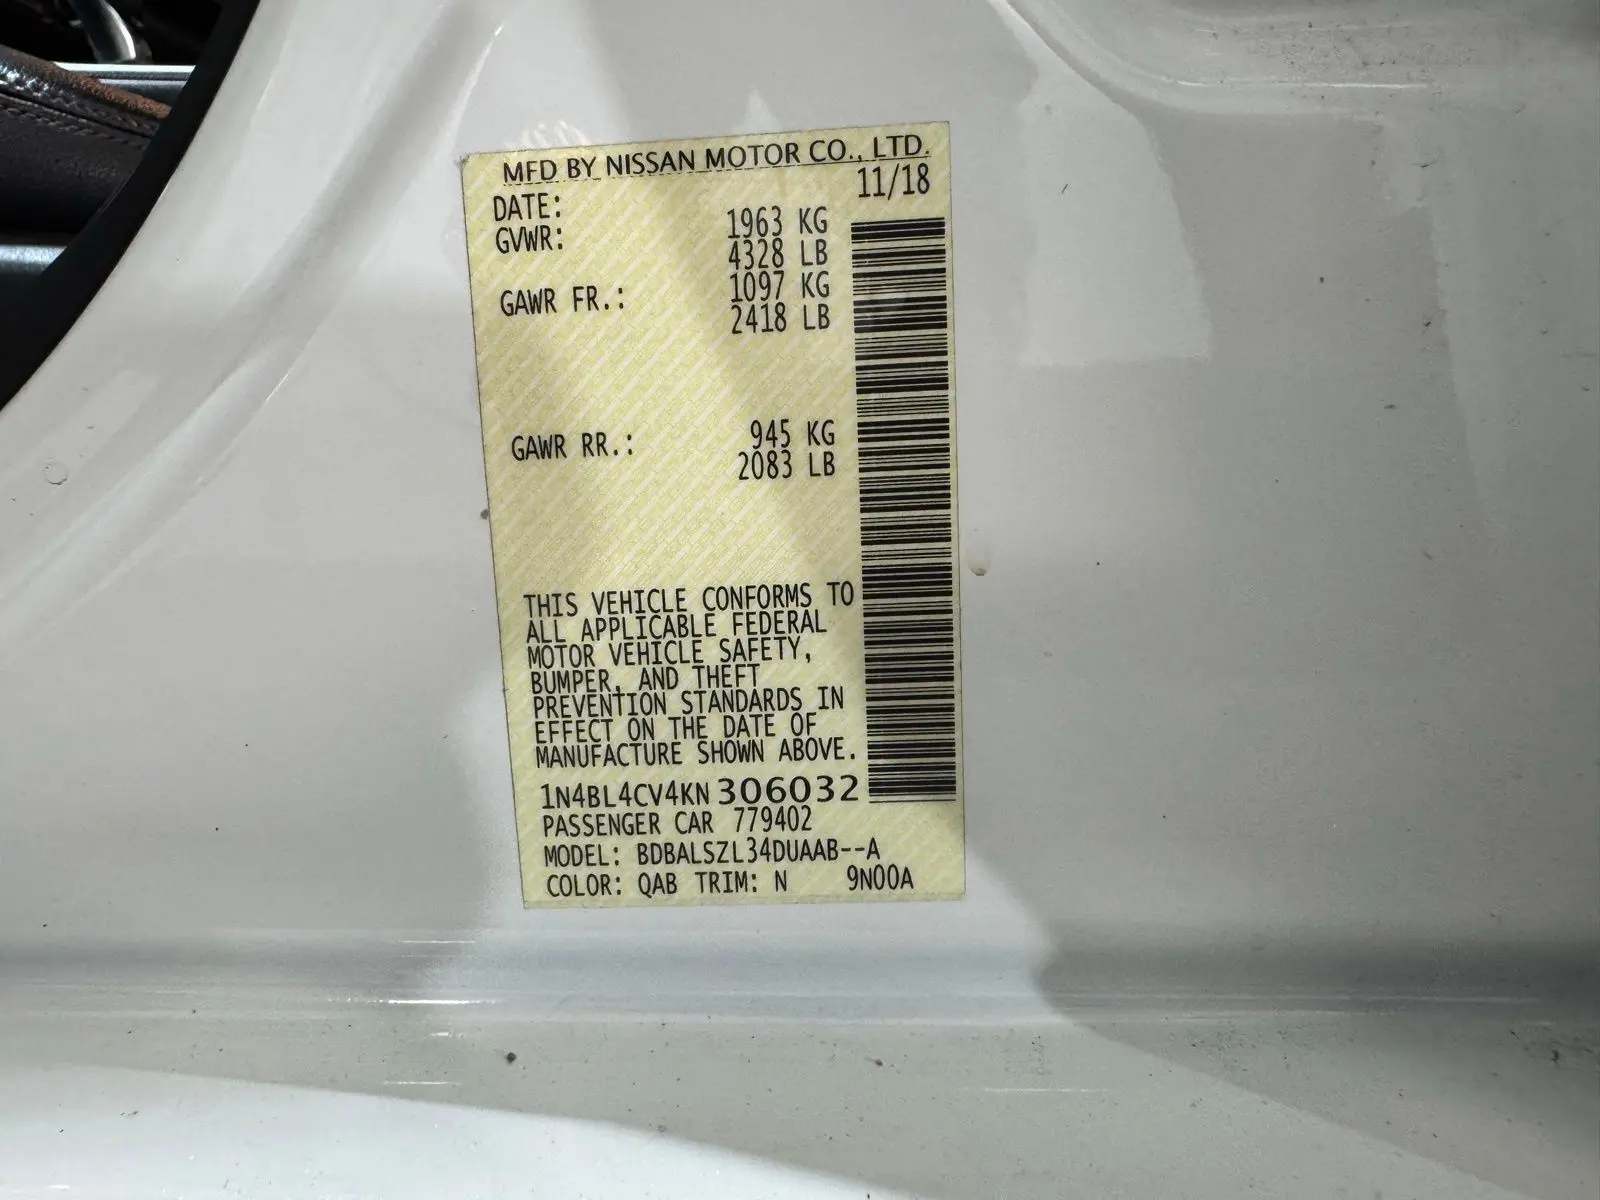 MFD BY NISSAN MOTOR CO., LTD.
DATE: 11/18
GVWR: 1963 KG
4328 LB
GAWR FR.: 1097 KG
2418 LB
GAWR RR.: 945 KG
2083 LB
THIS VEHICLE CONFORMS TO
ALL APPLICABLE FEDERAL
MOTOR VEHICLE SAFETY,
BUMPER, AND THEFT
PREVENTION STANDARDS IN
EFFECT ON THE DATE OF
MANUFACTURE SHOWN ABOVE.
1N4BL4CV4KN306032
PASSENGER CAR 779402
MODEL: BDBALSZL34DUAAB--A
COLOR: QAB TRIM: N 9N00A